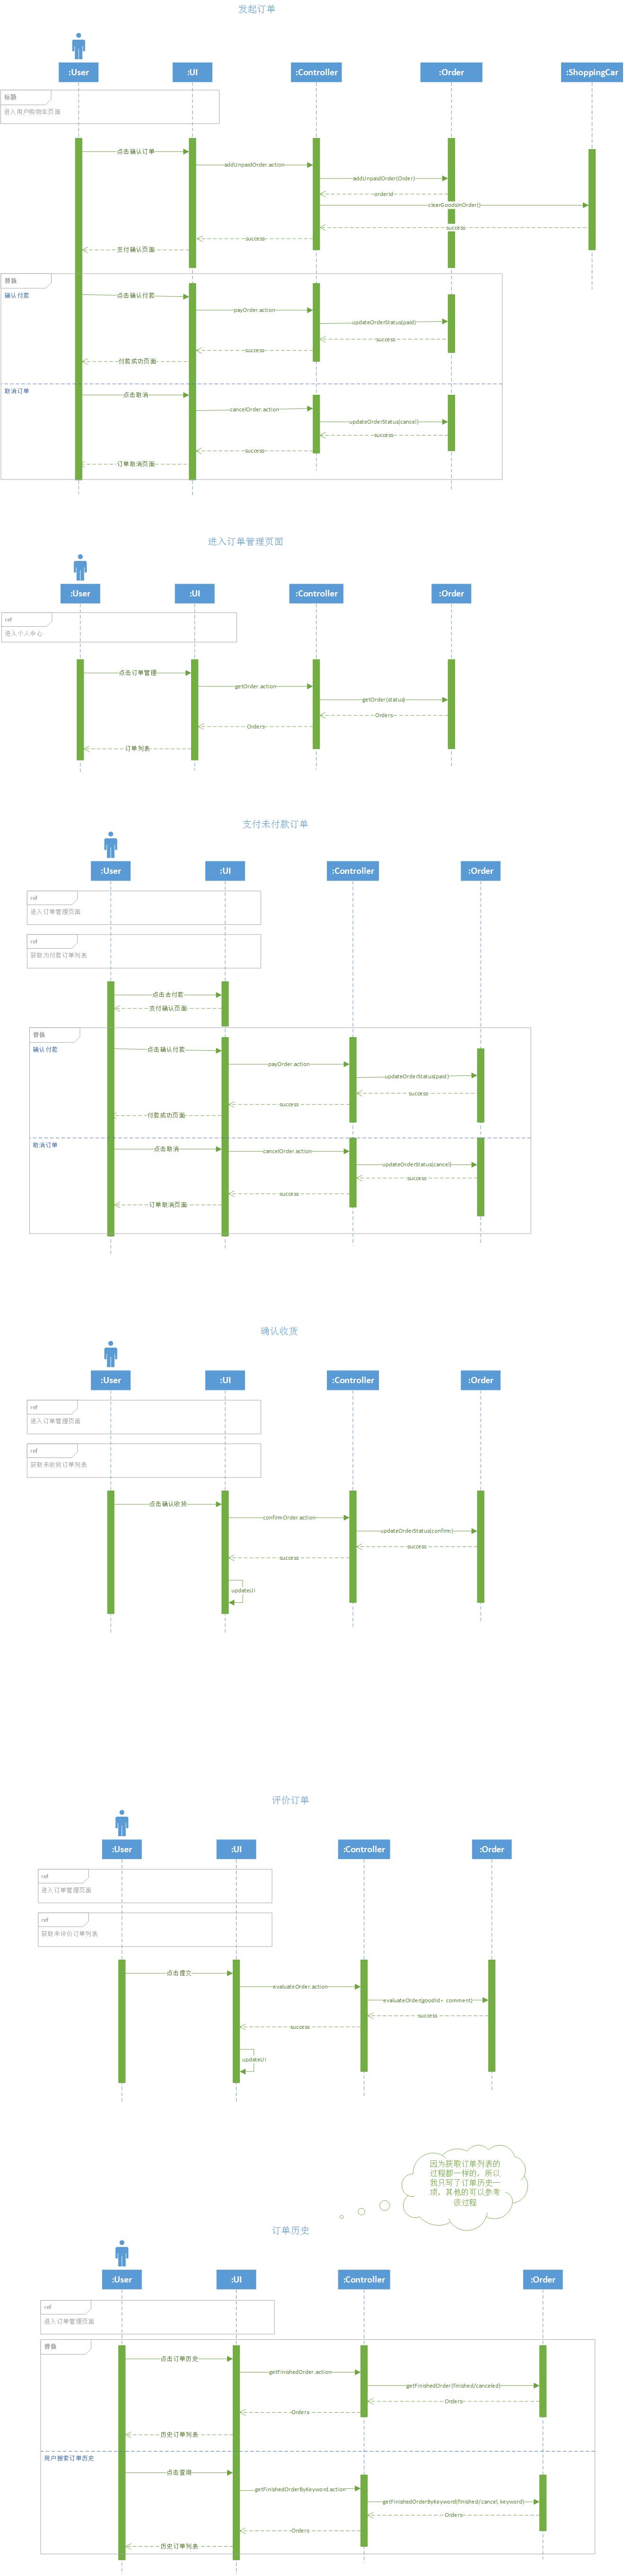 发起订单
:User
:UI
:Controller
:Order
:ShoppingCar
标题
进入用户购物车页面
点击确认订单
addUnpaidOrder.action
addUnpaidOrder(Order)
orderId
clearGoodsInOrder()
success
success
支付确认页面
替换
确认付款
点击确认付款
payOrder.action
updateOrderStatus(paid)
success
success
付款成功页面
取消订单
点击取消
cancelOrder.action
updateOrderStatus(cancel)
success
success
订单取消页面
进入订单管理页面
:User
:UI
:Controller
:Order
ref
进入个人中心
点击订单管理
getOrder.action
getOrder(status)
Orders
Orders
订单列表
支付未付款订单
:User
:UI
:Controller
:Order
ref
进入订单管理页面
ref
获取为付款订单列表
点击去付款
支付确认页面
替换
确认付款
点击确认付款
payOrder.action
updateOrderStatus(paid)
success
success
付款成功页面
取消订单
点击取消
cancelOrder.action
updateOrderStatus(cancel)
success
success
订单取消页面
确认收货
:User
:UI
:Controller
:Order
ref
进入订单管理页面
ref
获取未收货订单列表
点击确认收货
confirmOrder.action
updateOrderStatus(confirm)
success
success
updateUI
评价订单
:User
:UI
:Controller
:Order
ref
进入订单管理页面
ref
获取未评价订单列表
点击提交
evaluateOrder.action
evaluateOrder(goodId，comment)
success
success
updateUI
因为获取订单列表的
过程都一样的，所以
我只写了订单历史一
项，其他的可以参考
该过程
订单历史
:User
:UI
:Controller
:Order
ref
进入订单管理页面
替换
点击订单历史
getFinishedOrder.action
getFinishedOrder(finished/canceled)
Orders
Orders
历史订单列表
用户搜索订单历史
点击查询
getFinishedOrderByKeyword.action
getFinishedOrderByKeyword(finished/cancel, keyword)
Orders
Orders
历史订单列表